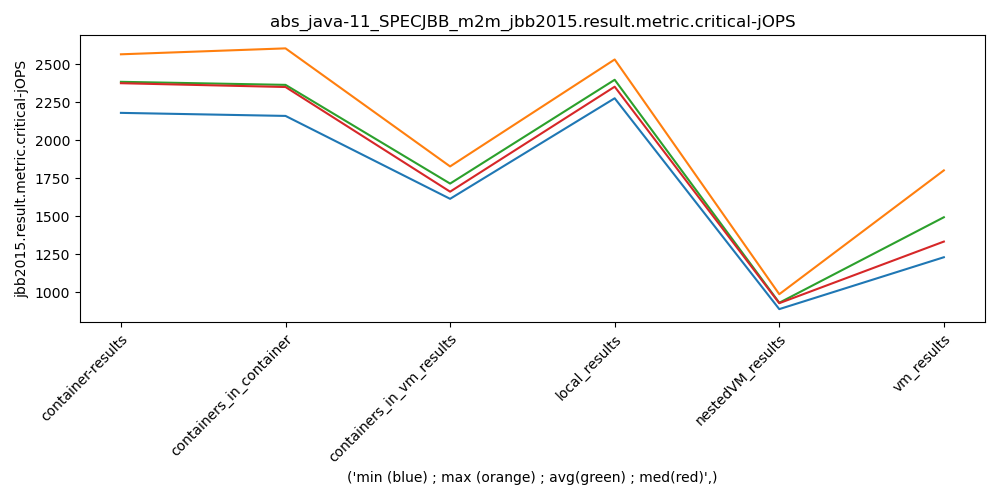 abs_java-11_SPECJBB_m2m_jbb2015.result.metric.critical-jOPS
jbb2015.result.metric.critical-jOPS
2500
2250
2000
1750
1500
1250
1000
container-results
containers_in_container
containers_in_vm_results
local_results
nestedVM_results
vm_results
('min (blue) ; max (orange) ; avg(green) ; med(red)',)